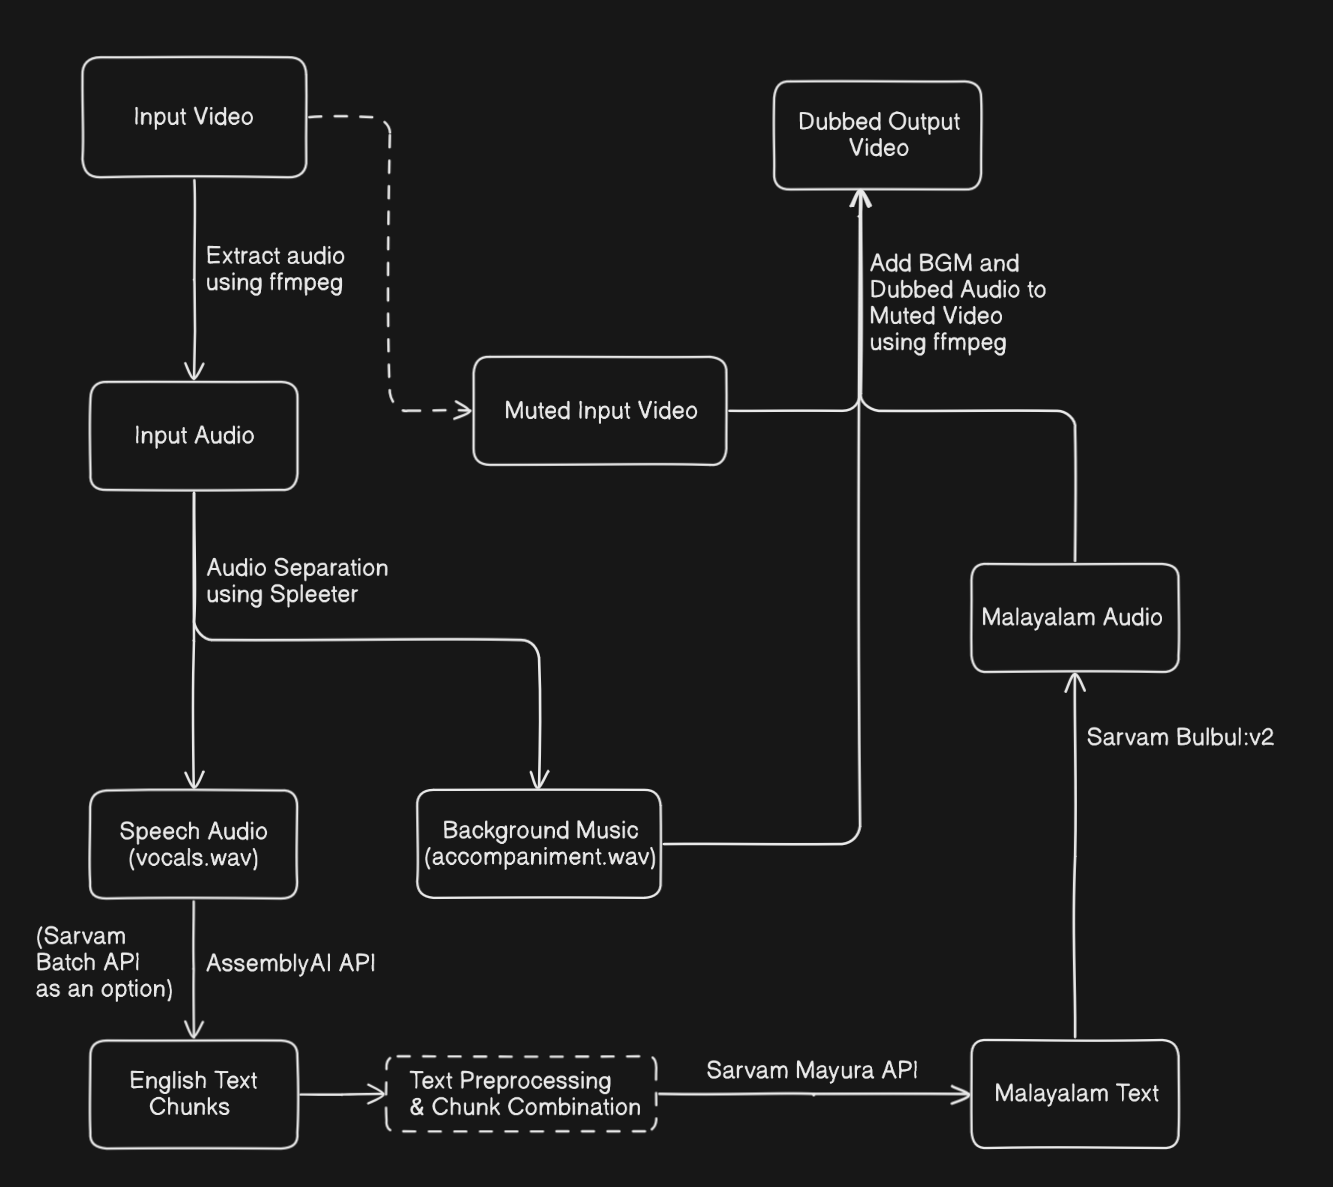 Input Video
Dubbed Output
Video
Extract audio
using ffmpeg
Add BGM and
Dubbed Audio to
Muted Video
using ffmpeg
Muted Input Video
Input Audio
Audio Separation
using Spleeter
Malayalam Audio
Sarvam Bulbul:v2
Speech Audio
(vocals.wav)
Background Music
(accompaniment.wav)
(Sarvam
Batch API
as an option)
AssemblyAI API
English Text
Chunks
Text Preprocessing
& Chunk Combination
Sarvam Mayura API
Malayalam Text